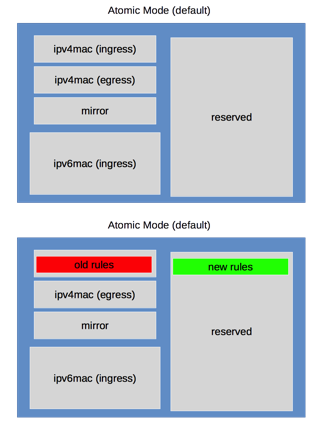 Atomic Mode (default)
ipv4mac (ingress)
ipv4mac (egress)
mirror
ipv6mac (ingress)
reserved
Atomic Mode (default)
old rules
ipv4mac (egress)
mirror
ipv6mac (ingress)
new rules
reserved